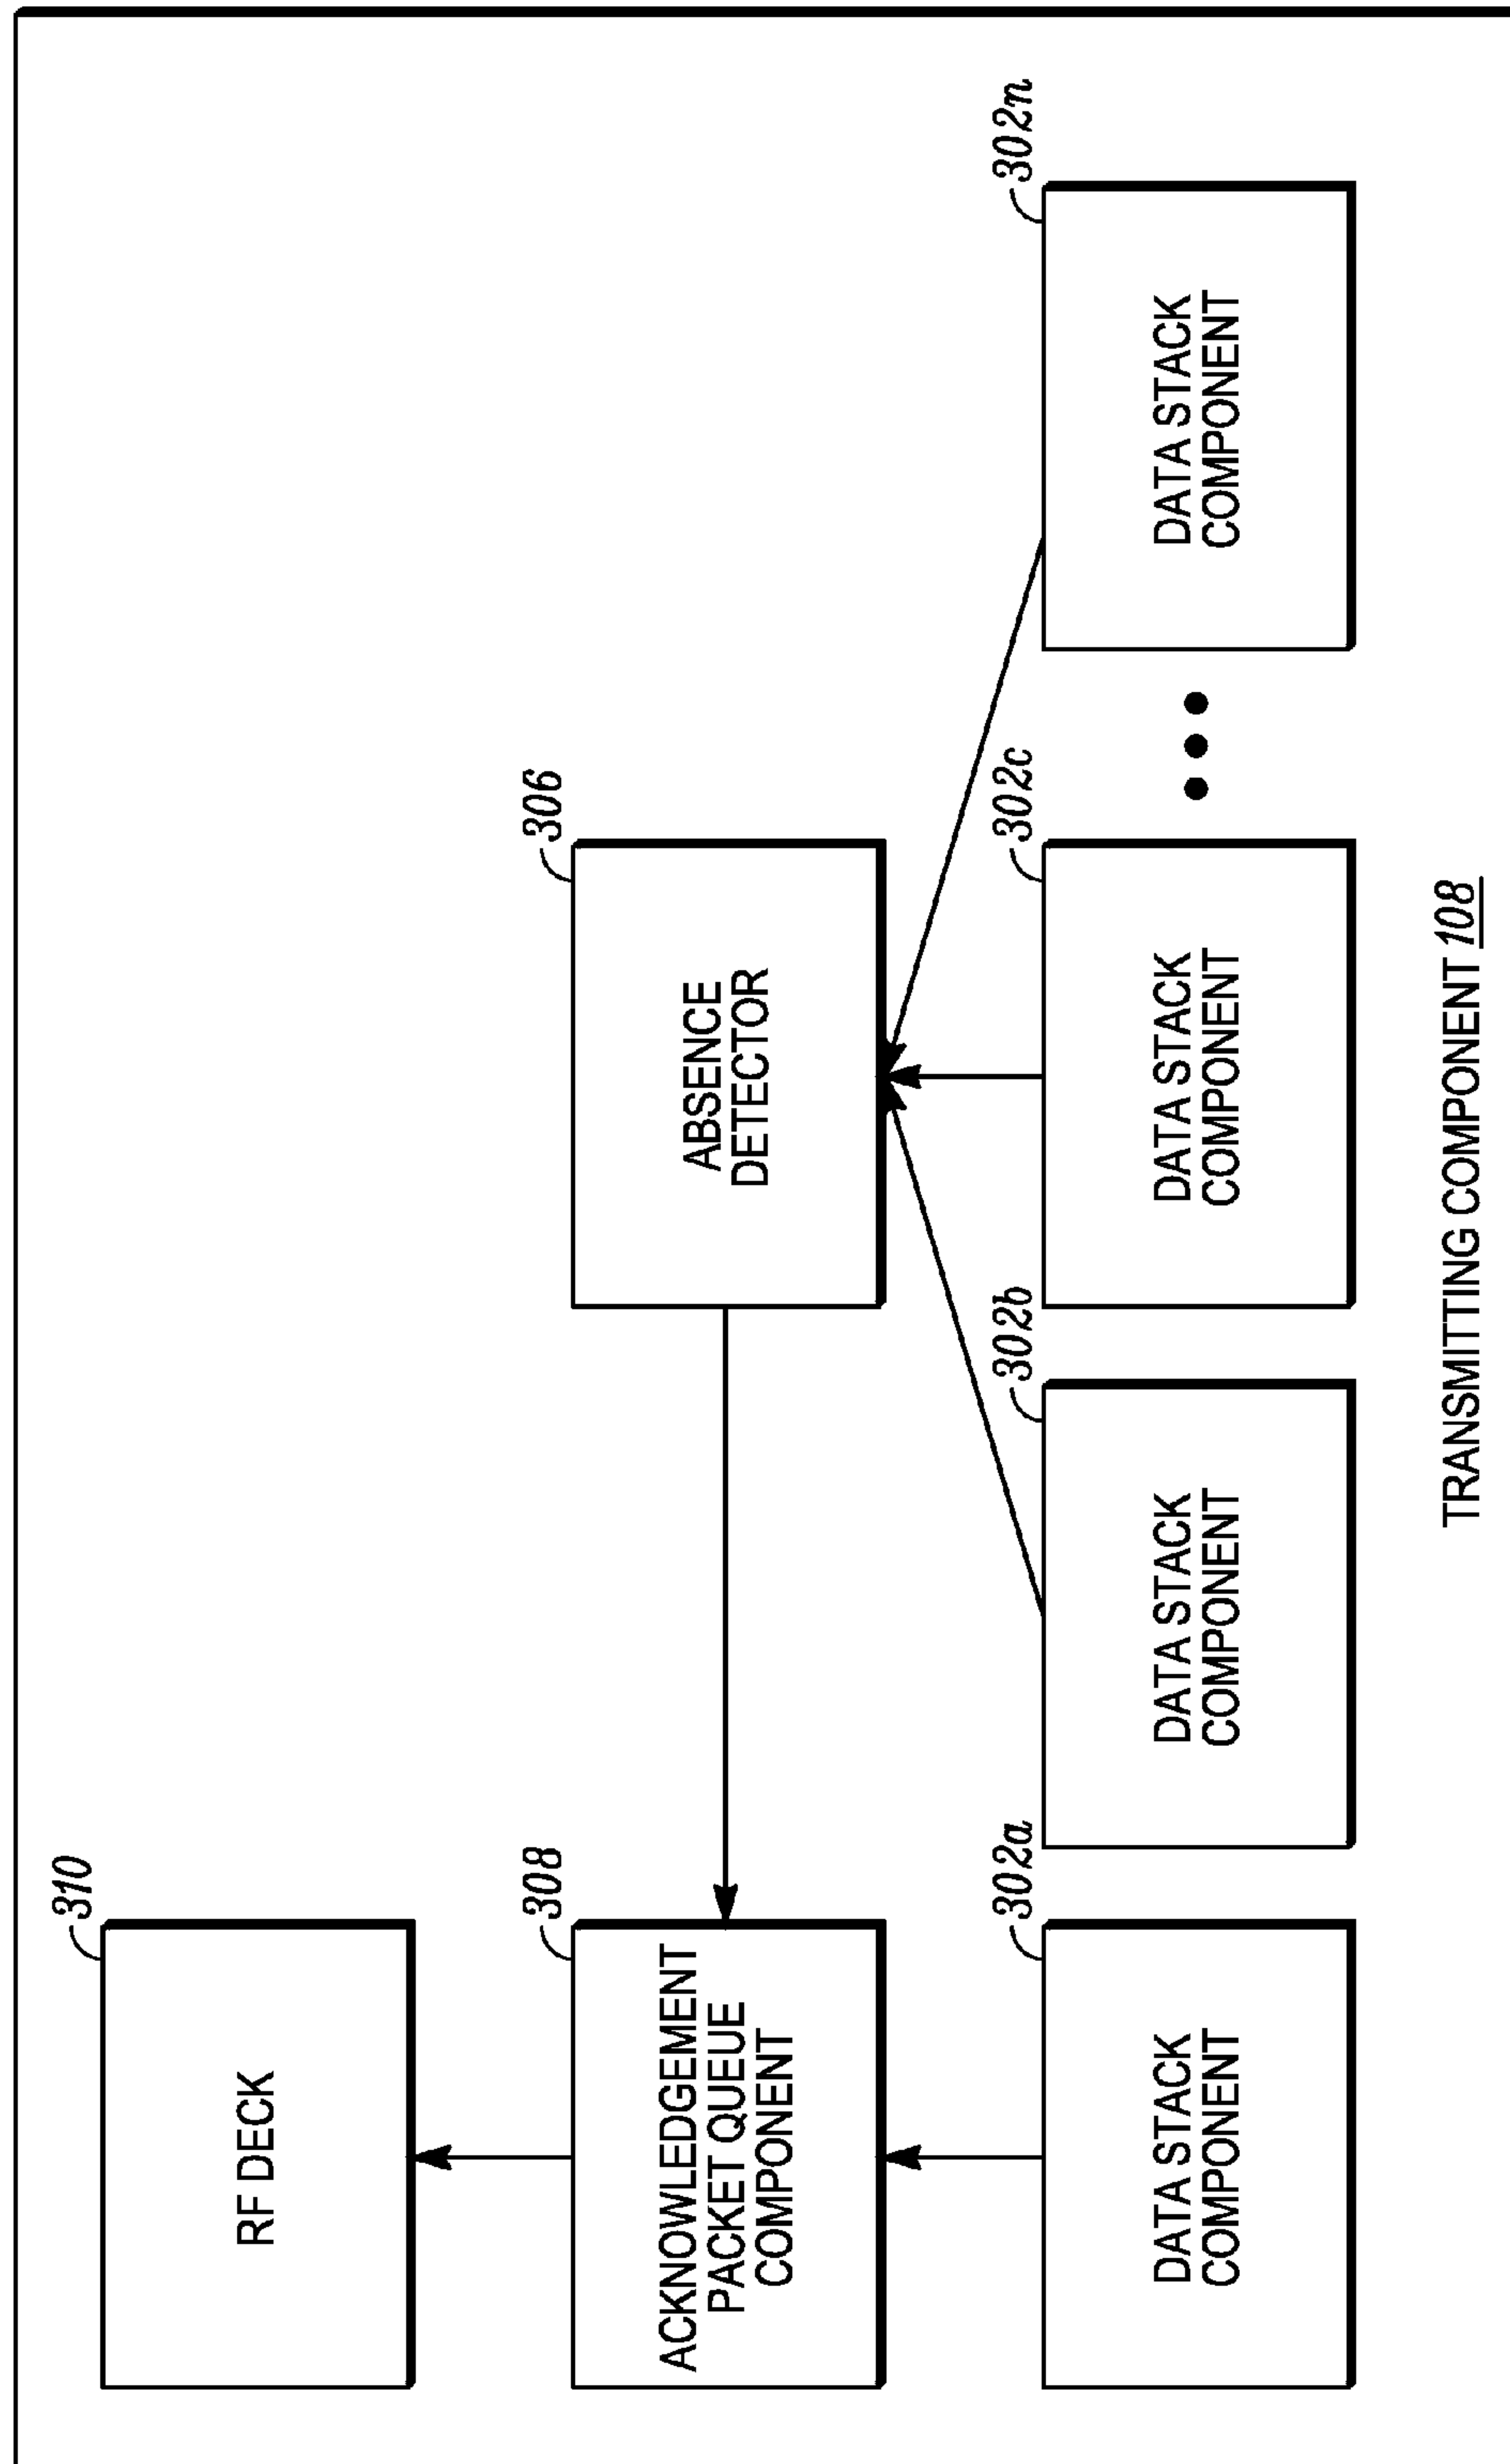 310
RF DECK
308
ACKNOWLEDGEMENT
PACKET QUEUE
COMPONENT
306
ABSENCE
DETECTOR
302a
DATA STACK
COMPONENT
302b
DATA STACK
COMPONENT
302c
DATA STACK
COMPONENT
302n
DATA STACK
COMPONENT
TRANSMITTING COMPONENT 108